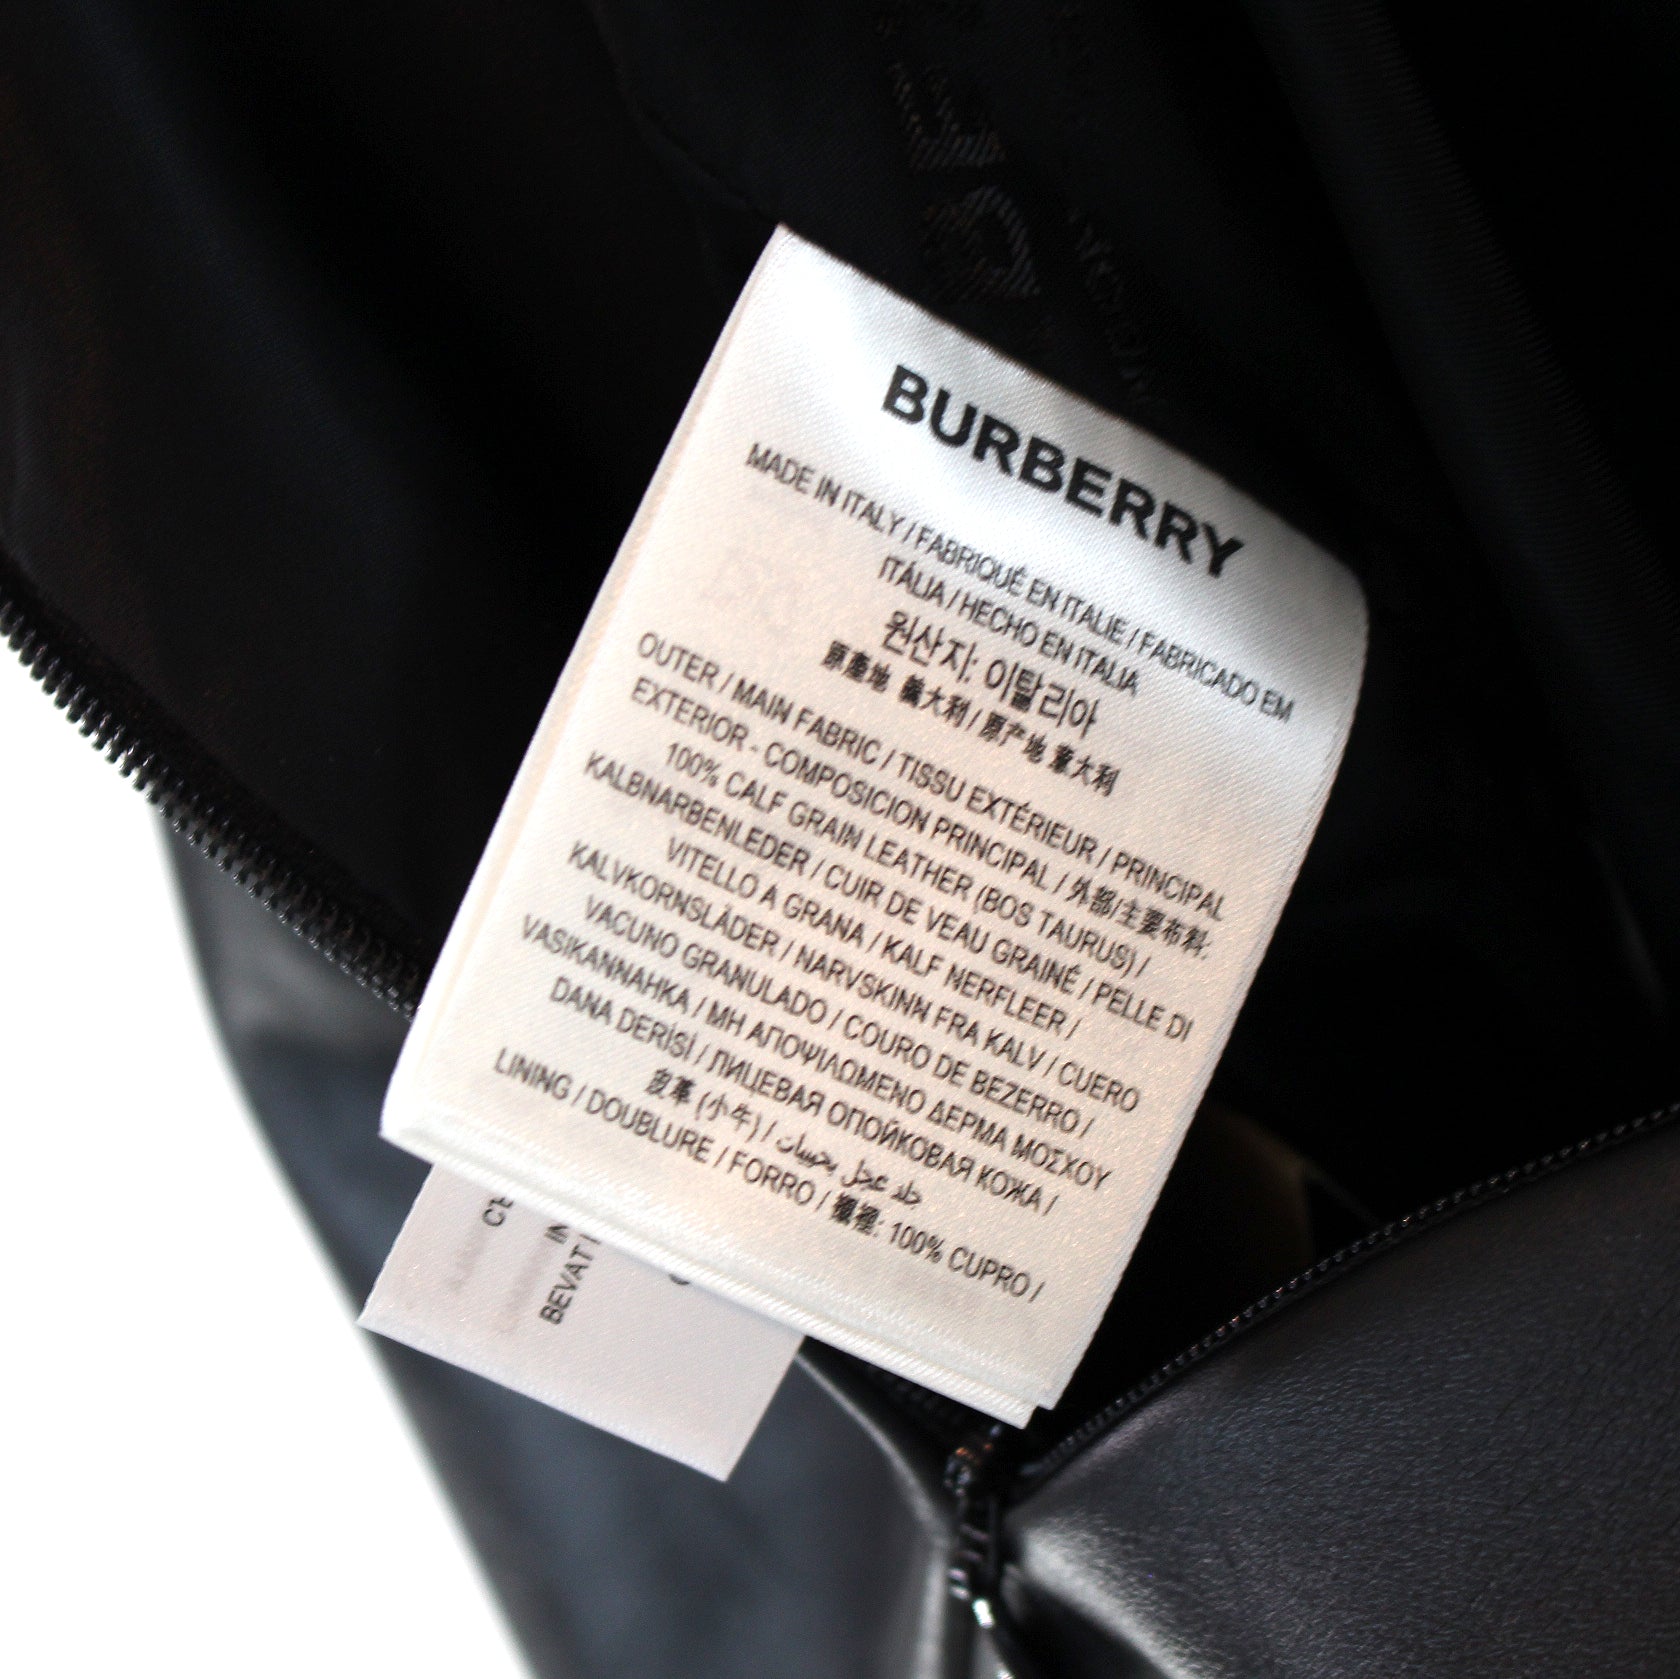 BURBERRY
MADE IN ITALY / FABRIQUÉ EN ITALIE / FABRICADO EM
ITÁLIA / HECHO EN ITALIA
원산지: 이탈리아
原產地 義大利 / 原产地 意大利
OUTER / MAIN FABRIC / TISSU EXTÉRIEUR / PRINCIPAL
EXTERIOR - COMPOSICION PRINCIPAL / 外部/主要布料:
100% CALF GRAIN LEATHER (BOS TAURUS) /
KALBNARBENLEDER / CUIR DE VEAU GRAINÉ / PELLE DI
VITELLO A GRANA / KALF NERFLEER /
KALVKORNSLÄDER / NARVSKINN FRA KALV / CUERO
VACUNO GRANULADO / COURO DE BEZERRO /
VASIKANNAHKA / ΜΗ ΑΠΟΨΙΛΩΜΕΝΟ ΔΕΡΜΑ ΜΟΣΧΟΥ
DANA DERİSİ / ЛИЦЕВАЯ ОПОЙКОВАЯ КОЖА /
皮革 (小牛) / جلد عجل بحبيبات
LINING / DOUBLURE / FORRO / 裡: 100% CUPRO /
IN
BEVAT